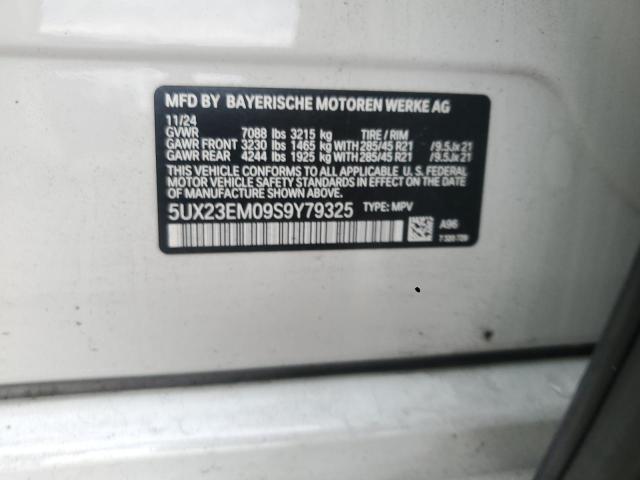 MFD BY BAYERISCHE MOTOREN WERKE AG
11/24
GVWR 7088 lbs 3215 kg TIRE / RIM
GAWR FRONT 3230 lbs 1465 kg WITH 285/45 R21 /9.5Jx21
GAWR REAR 4244 lbs 1925 kg WITH 285/45 R21 /9.5Jx21
THIS VEHICLE CONFORMS TO ALL APPLICABLE U. S. FEDERAL
MOTOR VEHICLE SAFETY STANDARDS IN EFFECT ON THE DATE
OF MANUFACTURE SHOWN ABOVE.
5UX23EM09S9Y79325 TYPE: MPV
A96